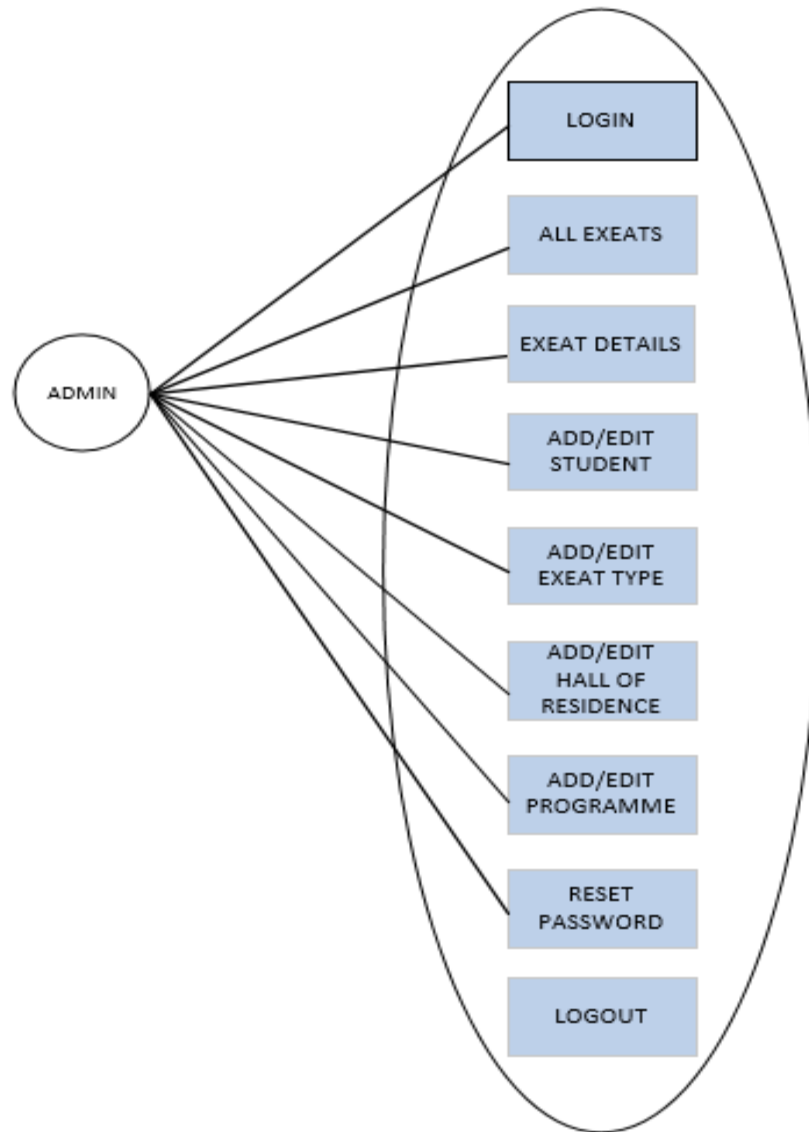 LOGIN
ALL EXEATS
EXEAT DETAILS
ADMIN
ADD/EDIT
STUDENT
ADD/EDIT
EXEAT TYPE
ADD/EDIT
HALL OF
RESIDENCE
ADD/EDIT
PROGRAMME
RESET
PASSWORD
LOGOUT